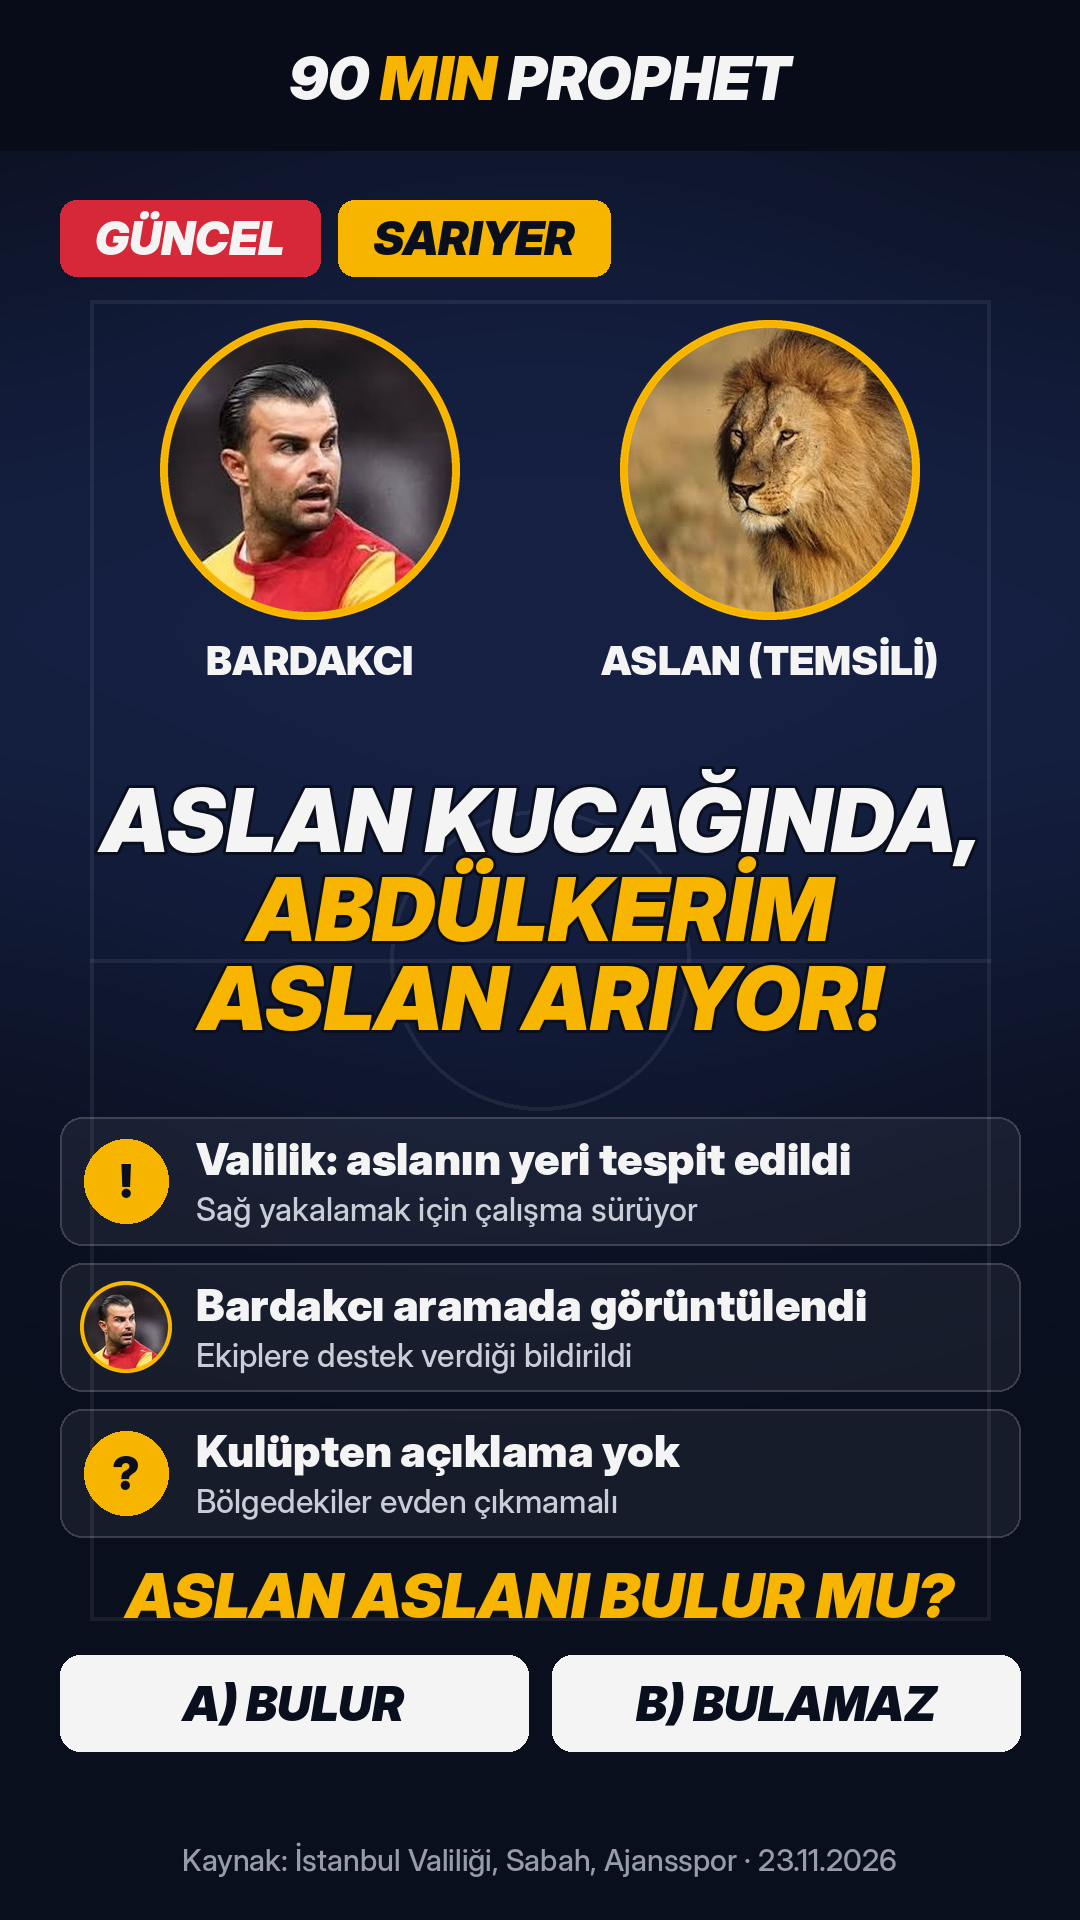 90 MIN PROPHET
GÜNCEL
SARIYER
BARDAKCI
ASLAN (TEMSİLİ)
ASLAN KUCAĞINDA,
ABDÜLKERİM
ASLAN ARIYOR!
!
Valilik: aslanın yeri tespit edildi
Sağ yakalamak için çalışma sürüyor
Bardakcı aramada görüntülendi
Ekiplere destek verdiği bildirildi
?
Kulüpten açıklama yok
Bölgedekiler evden çıkmamalı
ASLAN ASLANI BULUR MU?
A) BULUR
B) BULAMAZ
Kaynak: İstanbul Valiliği, Sabah, Ajansspor · 23.11.2026